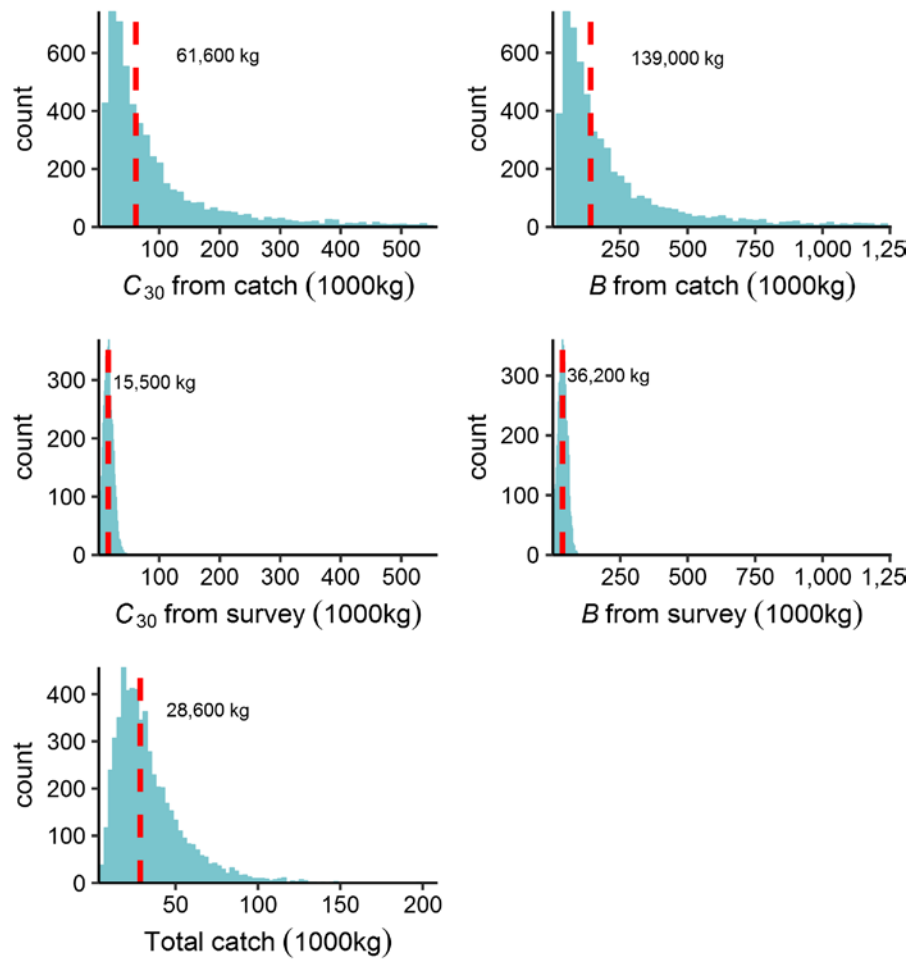 600
400
200
0
count
61,600 kg
100 200 300 400 500
C30 from catch (1000kg)
600
400
200
0
count
139,000 kg
250 500 750 1,000 1,25
B from catch (1000kg)
300
200
100
0
count
15,500 kg
100 200 300 400 500
C30 from survey (1000kg)
300
200
100
0
count
36,200 kg
250 500 750 1,000 1,25
B from survey (1000kg)
400
300
200
100
0
count
28,600 kg
50 100 150 200
Total catch (1000kg)